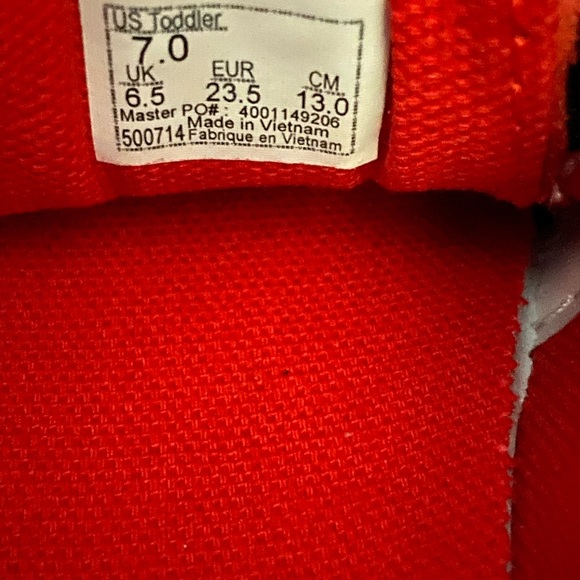 US Toddler
7.0
UK EUR CM
6.5 23.5 13.0
Master PO#: 4001149206
Made in Vietnam
500714 Fabrique en Vietnam